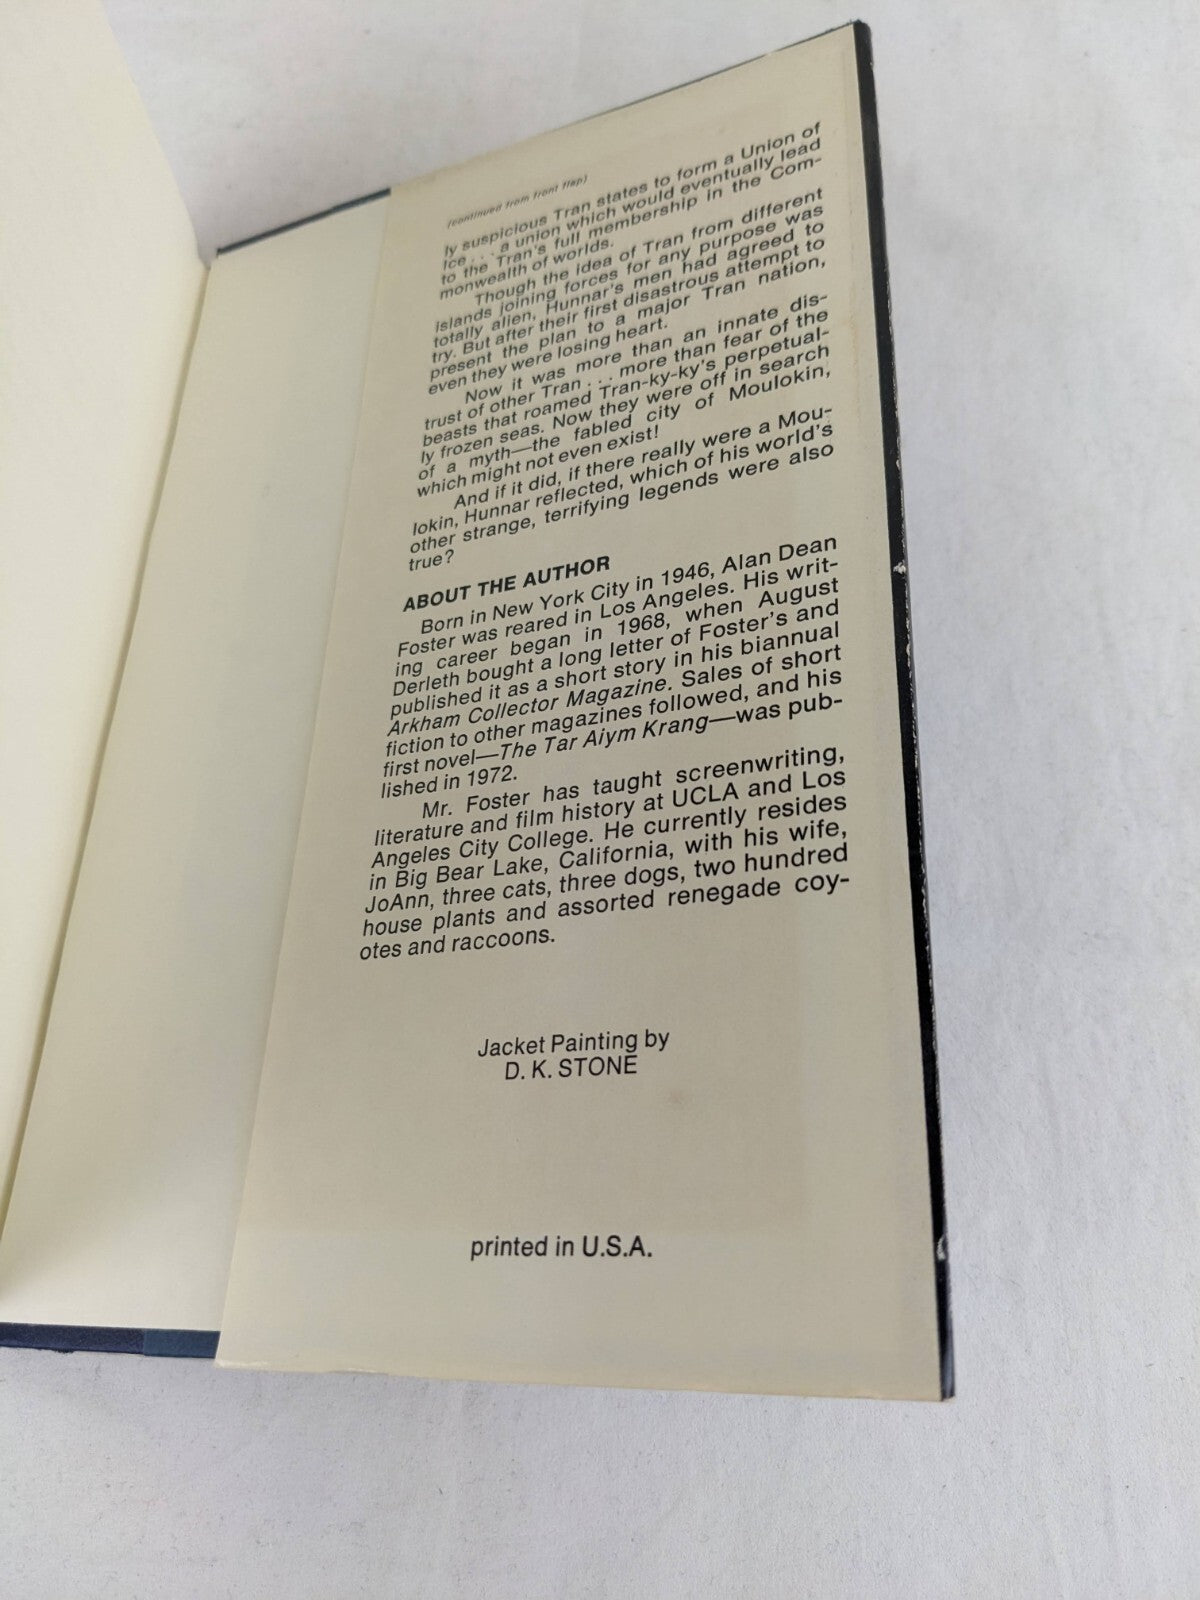 (continued from front flap)
ly suspicious Tran states to form a Union of
Ice . . . a union which would eventually lead
to the Tran's full membership in the Com-
monwealth of worlds.
Though the idea of Tran from different
islands joining forces for any purpose was
totally alien, Hunnar's men had agreed to
try. But after their first disastrous attempt to
present the plan to a major Tran nation,
even they were losing heart.
Now it was more than an innate dis-
trust of other Tran . . . more than fear of the
beasts that roamed Tran-ky-ky's perpetual-
ly frozen seas. Now they were off in search
of a myth—the fabled city of Moulokin,
which might not even exist!
And if it did, if there really were a Mou-
lokin, Hunnar reflected, which of his world's
other strange, terrifying legends were also
true?
ABOUT THE AUTHOR
Born in New York City in 1946, Alan Dean
Foster was reared in Los Angeles. His writ-
ing career began in 1968, when August
Derleth bought a long letter of Foster's and
published it as a short story in his biannual
Arkham Collector Magazine. Sales of short
fiction to other magazines followed, and his
first novel—The Tar Aiym Krang—was pub-
lished in 1972.
Mr. Foster has taught screenwriting,
literature and film history at UCLA and Los
Angeles City College. He currently resides
in Big Bear Lake, California, with his wife,
JoAnn, three cats, three dogs, two hundred
house plants and assorted renegade coy-
otes and raccoons.
Jacket Painting by
D. K. STONE
printed in U.S.A.